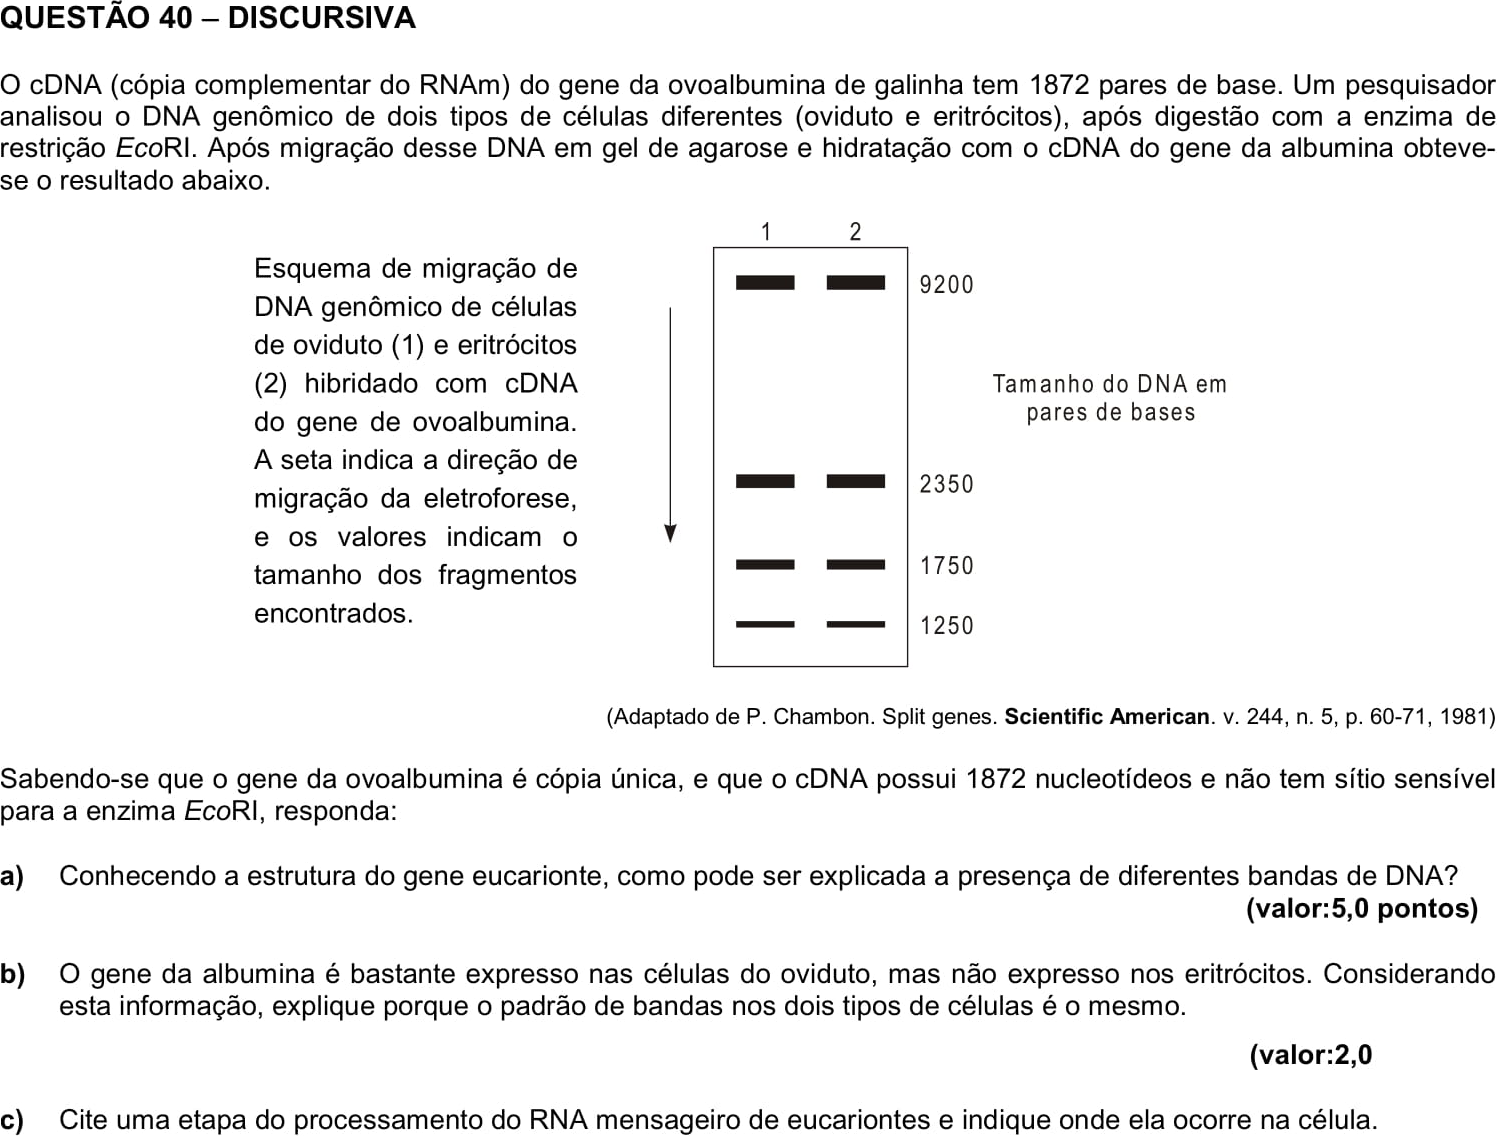 QUESTÃO 40 – DISCURSIVA
O cDNA (cópia complementar do RNAm) do gene da ovoalbumina de galinha tem 1872 pares de base. Um pesquisador
analisou o DNA genômico de dois tipos de células diferentes (oviduto e eritrócitos), após digestão com a enzima de
restrição EcoRI. Após migração desse DNA em gel de agarose e hidratação com o cDNA do gene da albumina obteve-
se o resultado abaixo.
Esquema de migração de
DNA genômico de células
de oviduto (1) e eritrócitos
(2) hibridado com cDNA
do gene de ovoalbumina.
A seta indica a direção de
migração da eletroforese,
e os valores indicam o
tamanho dos fragmentos
encontrados.
1 2
9200
Tamanho do DNA em
pares de bases
2350
1750
1250
(Adaptado de P. Chambon. Split genes. Scientific American. v. 244, n. 5, p. 60-71, 1981)
Sabendo-se que o gene da ovoalbumina é cópia única, e que o cDNA possui 1872 nucleotídeos e não tem sítio sensível
para a enzima EcoRI, responda:
a) Conhecendo a estrutura do gene eucarionte, como pode ser explicada a presença de diferentes bandas de DNA?
(valor:5,0 pontos)
b) O gene da albumina é bastante expresso nas células do oviduto, mas não expresso nos eritrócitos. Considerando
esta informação, explique porque o padrão de bandas nos dois tipos de células é o mesmo.
(valor:2,0
c) Cite uma etapa do processamento do RNA mensageiro de eucariontes e indique onde ela ocorre na célula.